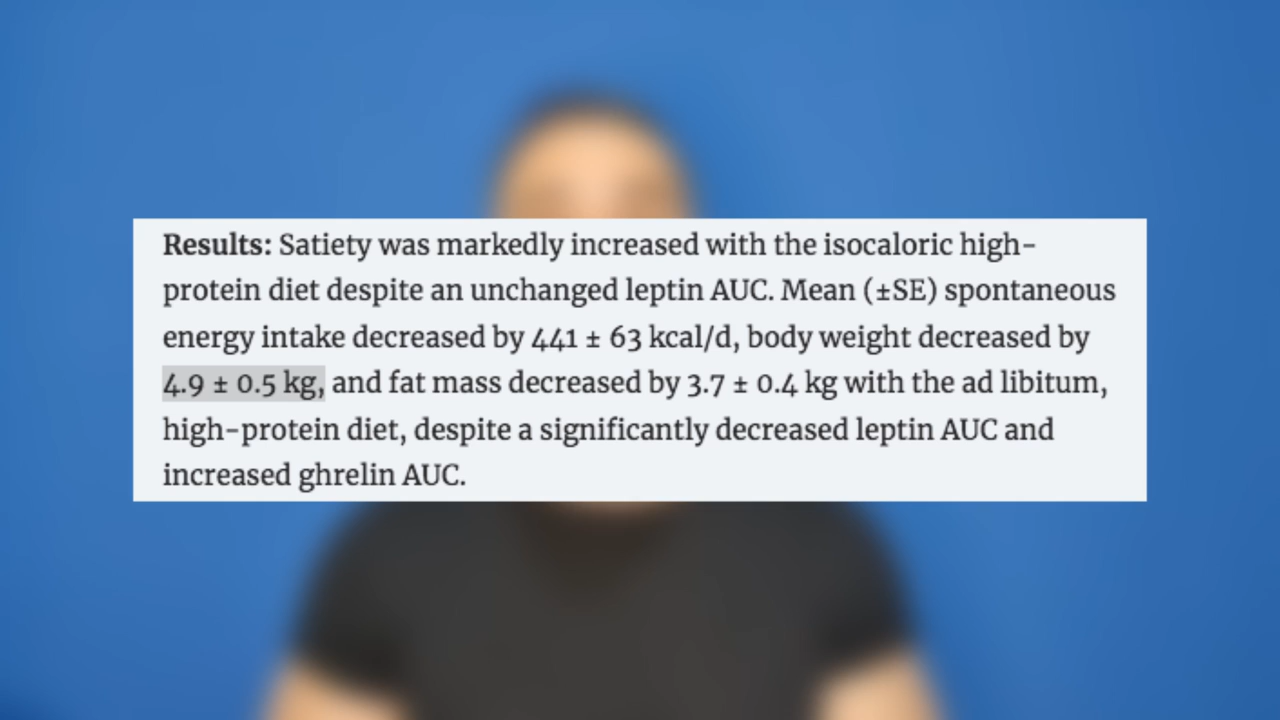 Results: Satiety was markedly increased with the isocaloric high-
protein diet despite an unchanged leptin AUC. Mean (±SE) spontaneous
energy intake decreased by 441 ± 63 kcal/d, body weight decreased by
4.9 ± 0.5 kg, and fat mass decreased by 3.7 ± 0.4 kg with the ad libitum,
high-protein diet, despite a significantly decreased leptin AUC and
increased ghrelin AUC.